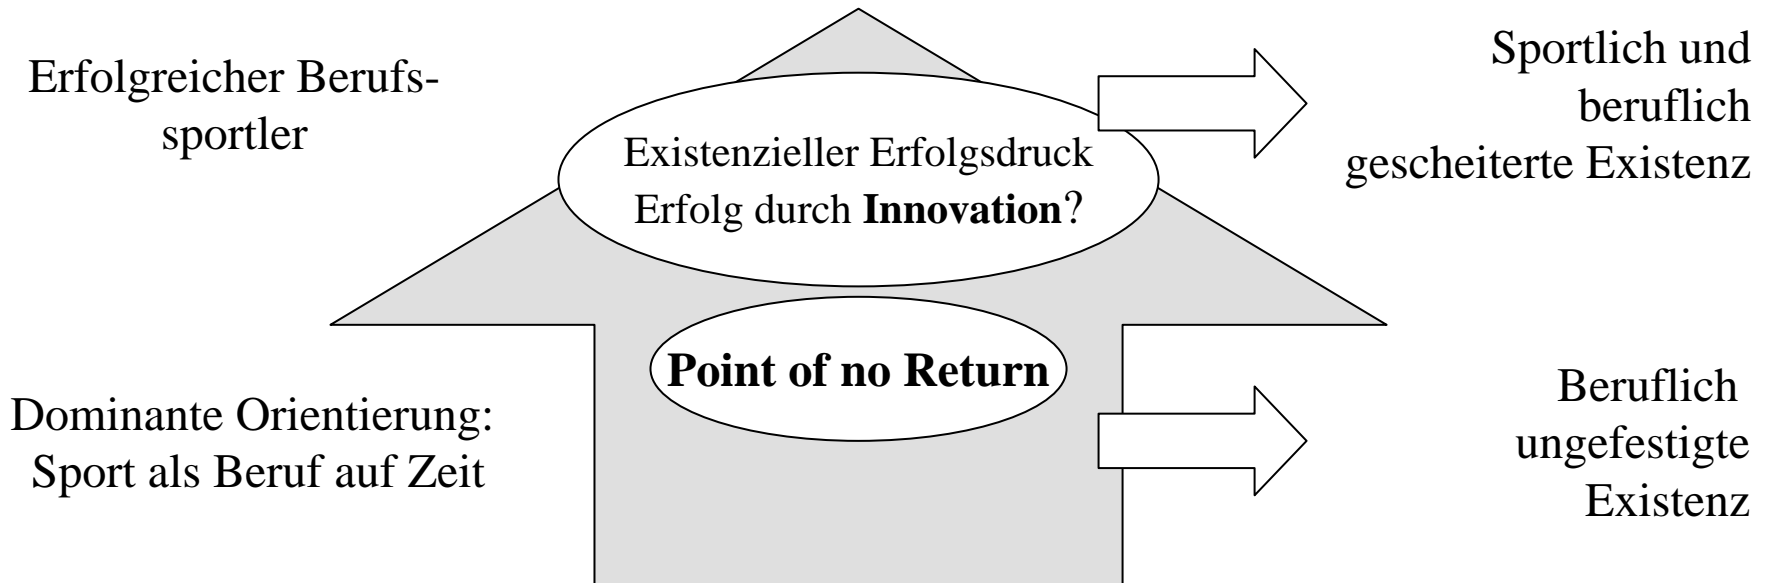 Erfolgreicher Berufs-
sportler
Existenzieller Erfolgsdruck
Erfolg durch Innovation?
Sportlich und
beruflich
gescheiterte Existenz
Point of no Return
Dominante Orientierung:
Sport als Beruf auf Zeit
Beruflich
ungefestigte
Existenz